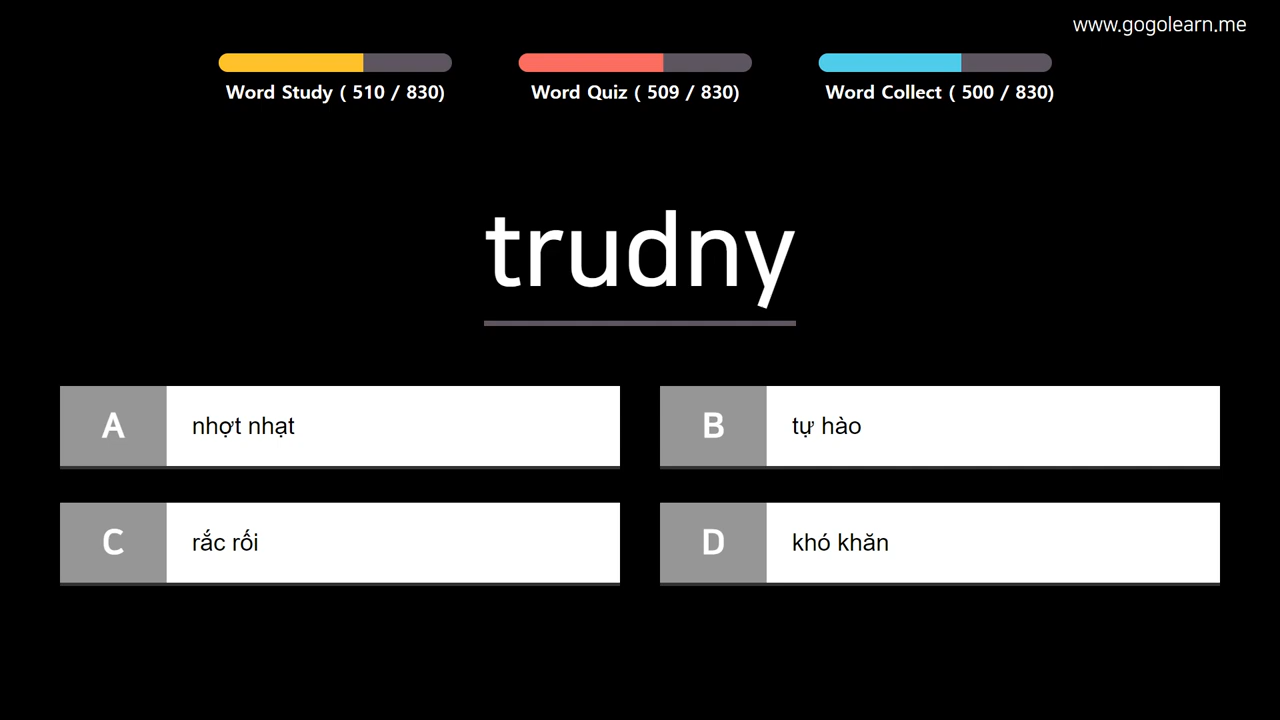 www.gogolearn.me
Word Study ( 510 / 830)
Word Quiz ( 509 / 830)
Word Collect ( 500 / 830)
trudny
A nhợt nhạt
B tự hào
C rắc rối
D khó khăn